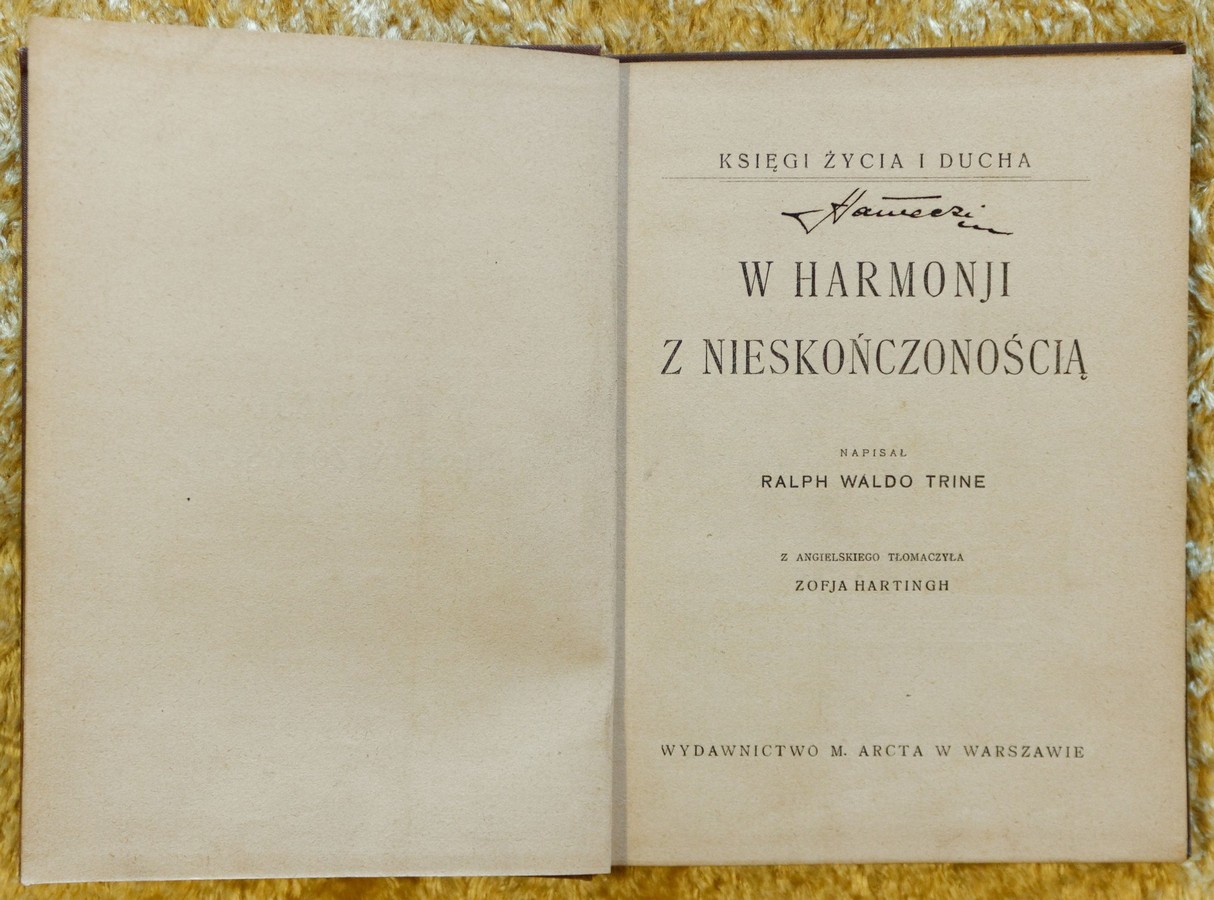 KSIĘGI ŻYCIA I DUCHA
W HARMONJI
Z NIESKOŃCZONOŚCIĄ
NAPISAŁ
RALPH WALDO TRINE
Z ANGIELSKIEGO TŁOMACZYŁA
ZOFJA HARTINGH
WYDAWNICTWO M. ARCTA W WARSZAWIE